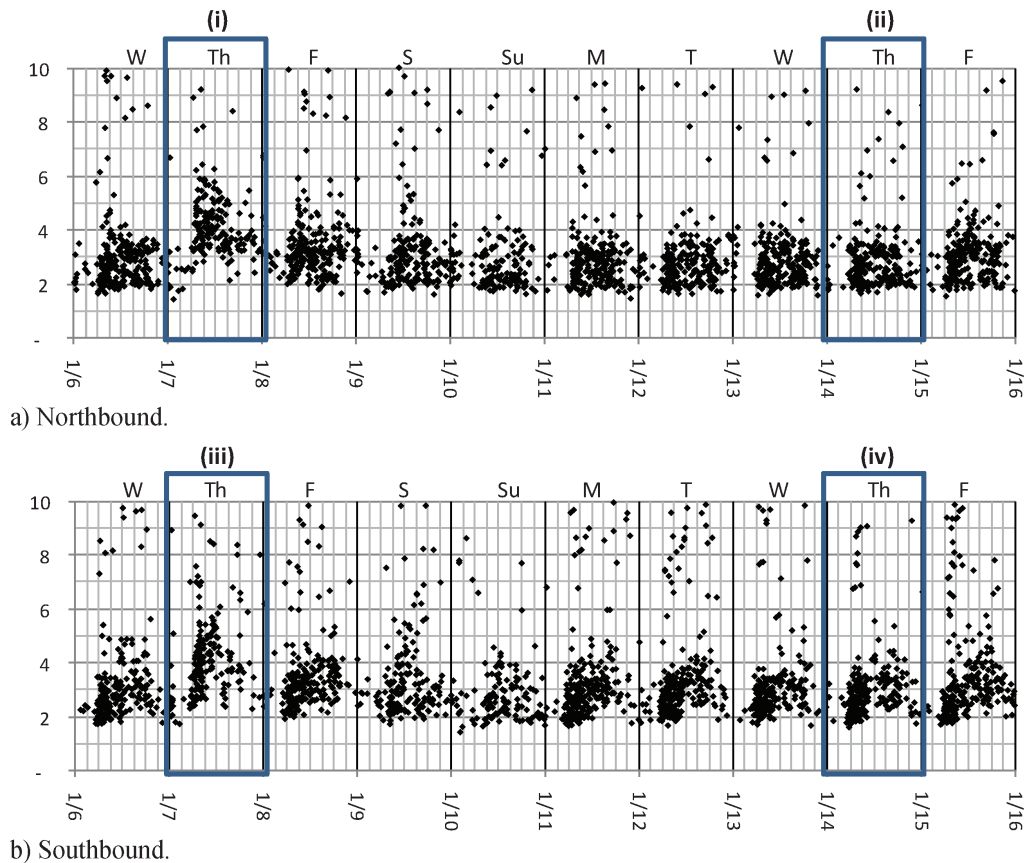 (i) (ii)
W Th F S Su M T W Th F
10
8
6
4
2
-
1/6 1/7 1/8 1/9 1/10 1/11 1/12 1/13 1/14 1/15 1/16
a) Northbound.
(iii) (iv)
W Th F S Su M T W Th F
10
8
6
4
2
-
1/6 1/7 1/8 1/9 1/10 1/11 1/12 1/13 1/14 1/15 1/16
b) Southbound.